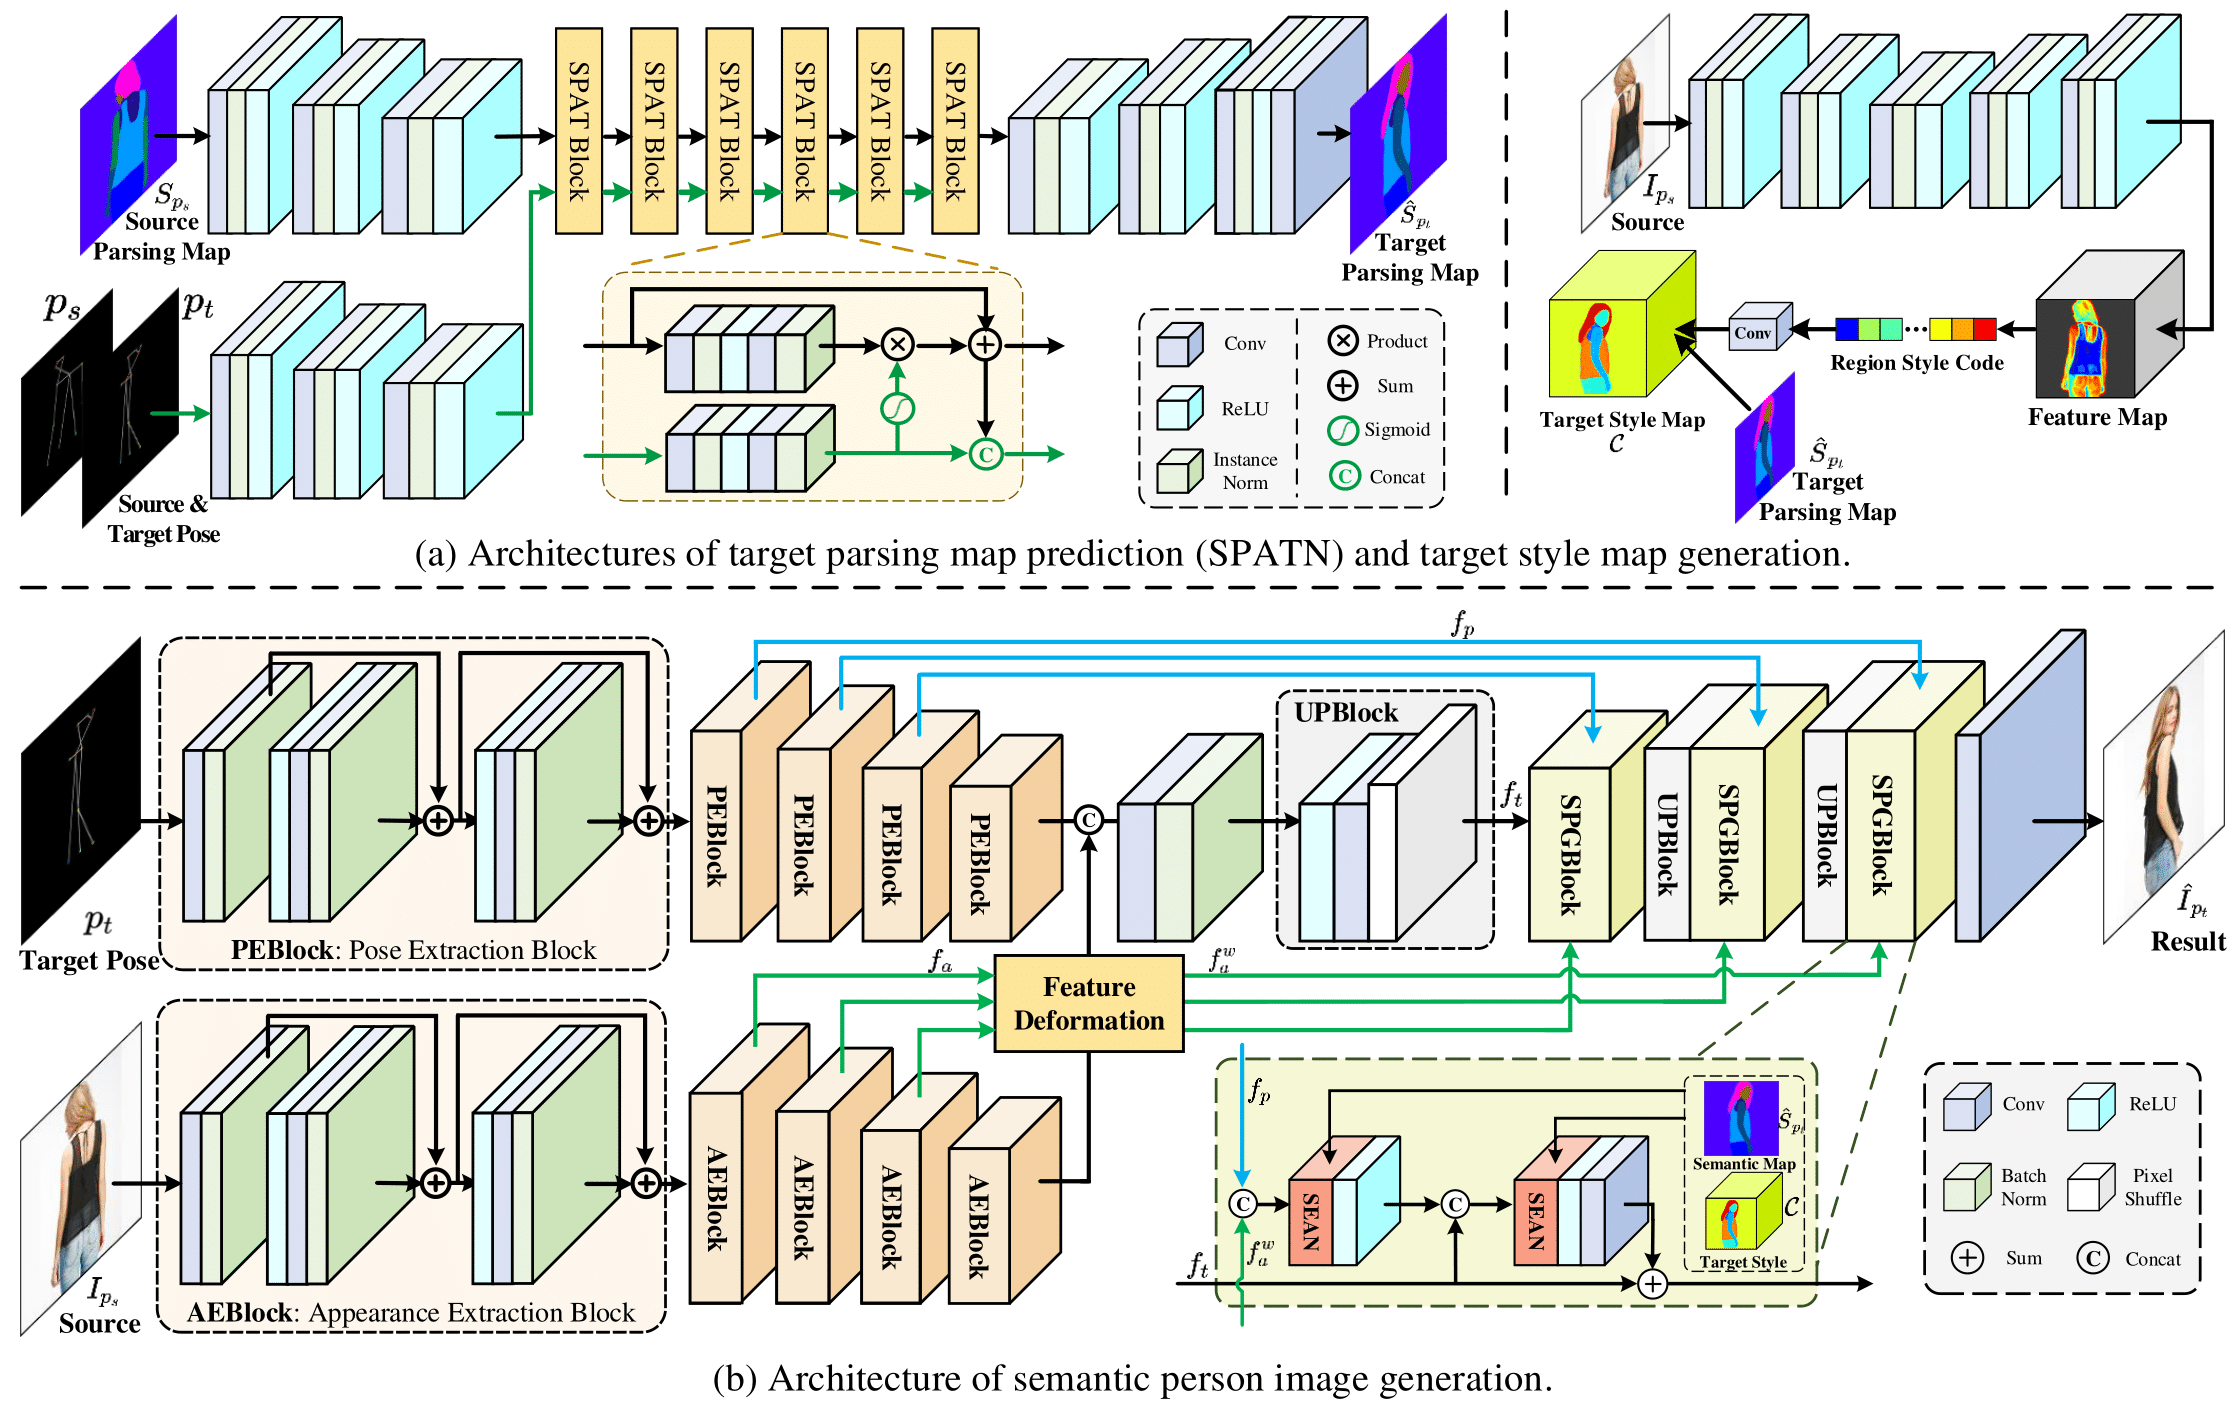 S_{p_s}
Source
Parsing Map
p_s
p_t
Source &
Target Pose
SPAT Block
SPAT Block
SPAT Block
SPAT Block
SPAT Block
SPAT Block
C
Ŝ_{p_t}
Target
Parsing Map
Conv
ReLU
Instance
Norm
Product
Sum
Sigmoid
C
Concat
I_{p_s}
Source
Target Style Map
𝒞
Conv
Region Style Code
Feature Map
Ŝ_{p_t}
Target
Parsing Map
(a) Architectures of target parsing map prediction (SPATN) and target style map generation.
p_t
Target Pose
PEBlock: Pose Extraction Block
PEBlock
PEBlock
PEBlock
PEBlock
C
f_p
UPBlock
f_t
SPGBlock
UPBlock
SPGBlock
UPBlock
SPGBlock
Î_{p_t}
Result
I_{p_s}
Source
AEBlock: Appearance Extraction Block
AEBlock
AEBlock
AEBlock
AEBlock
f_a
Feature
Deformation
f_a^w
f_p
C
f_a^w
f_t
SEAN
C
SEAN
Ŝ_{p_t}
Semantic Map
𝒞
Target Style
Conv
ReLU
Batch
Norm
Pixel
Shuffle
Sum
C
Concat
(b) Architecture of semantic person image generation.